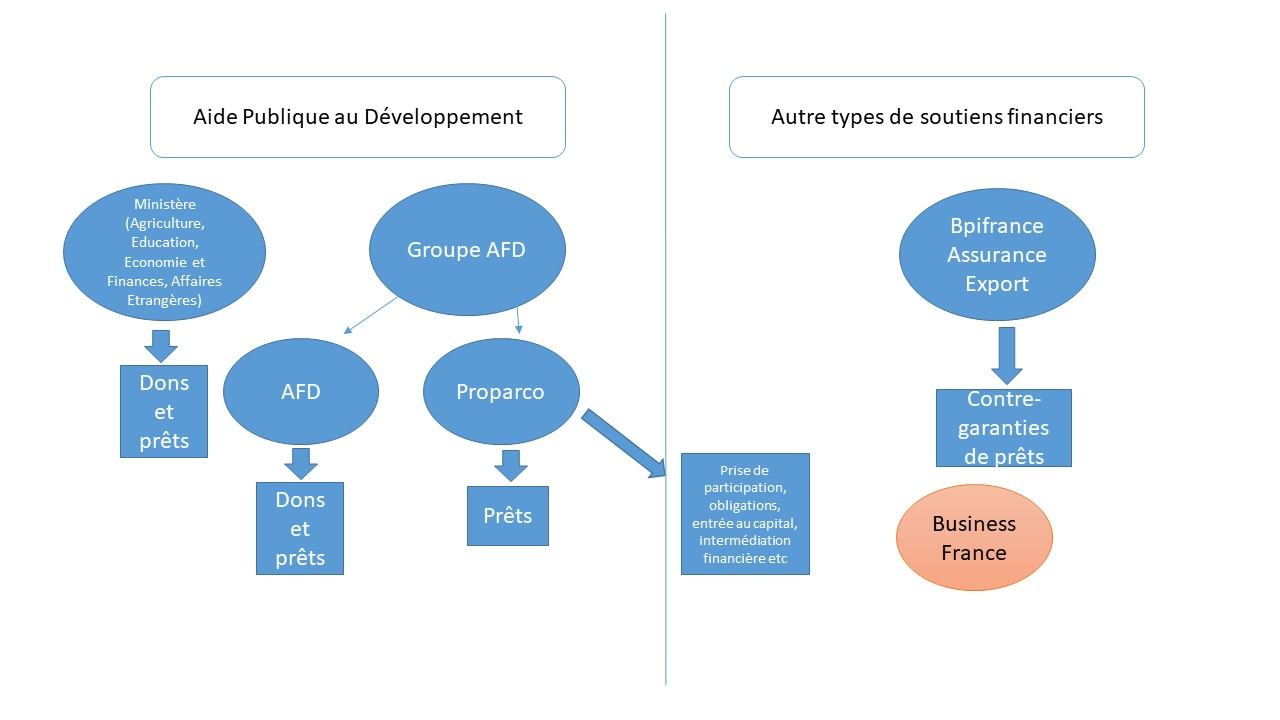 Aide Publique au Développement
Autre types de soutiens financiers
Ministère
(Agriculture,
Education,
Economie et
Finances, Affaires
Etrangères)
Groupe AFD
Bpifrance
Assurance
Export
Dons
et
prêts
AFD
Proparco
Contre-
garanties
de prêts
Dons
et
prêts
Prêts
Prise de
participation,
obligations,
entrée au capital,
intermédiation
financière etc
Business
France